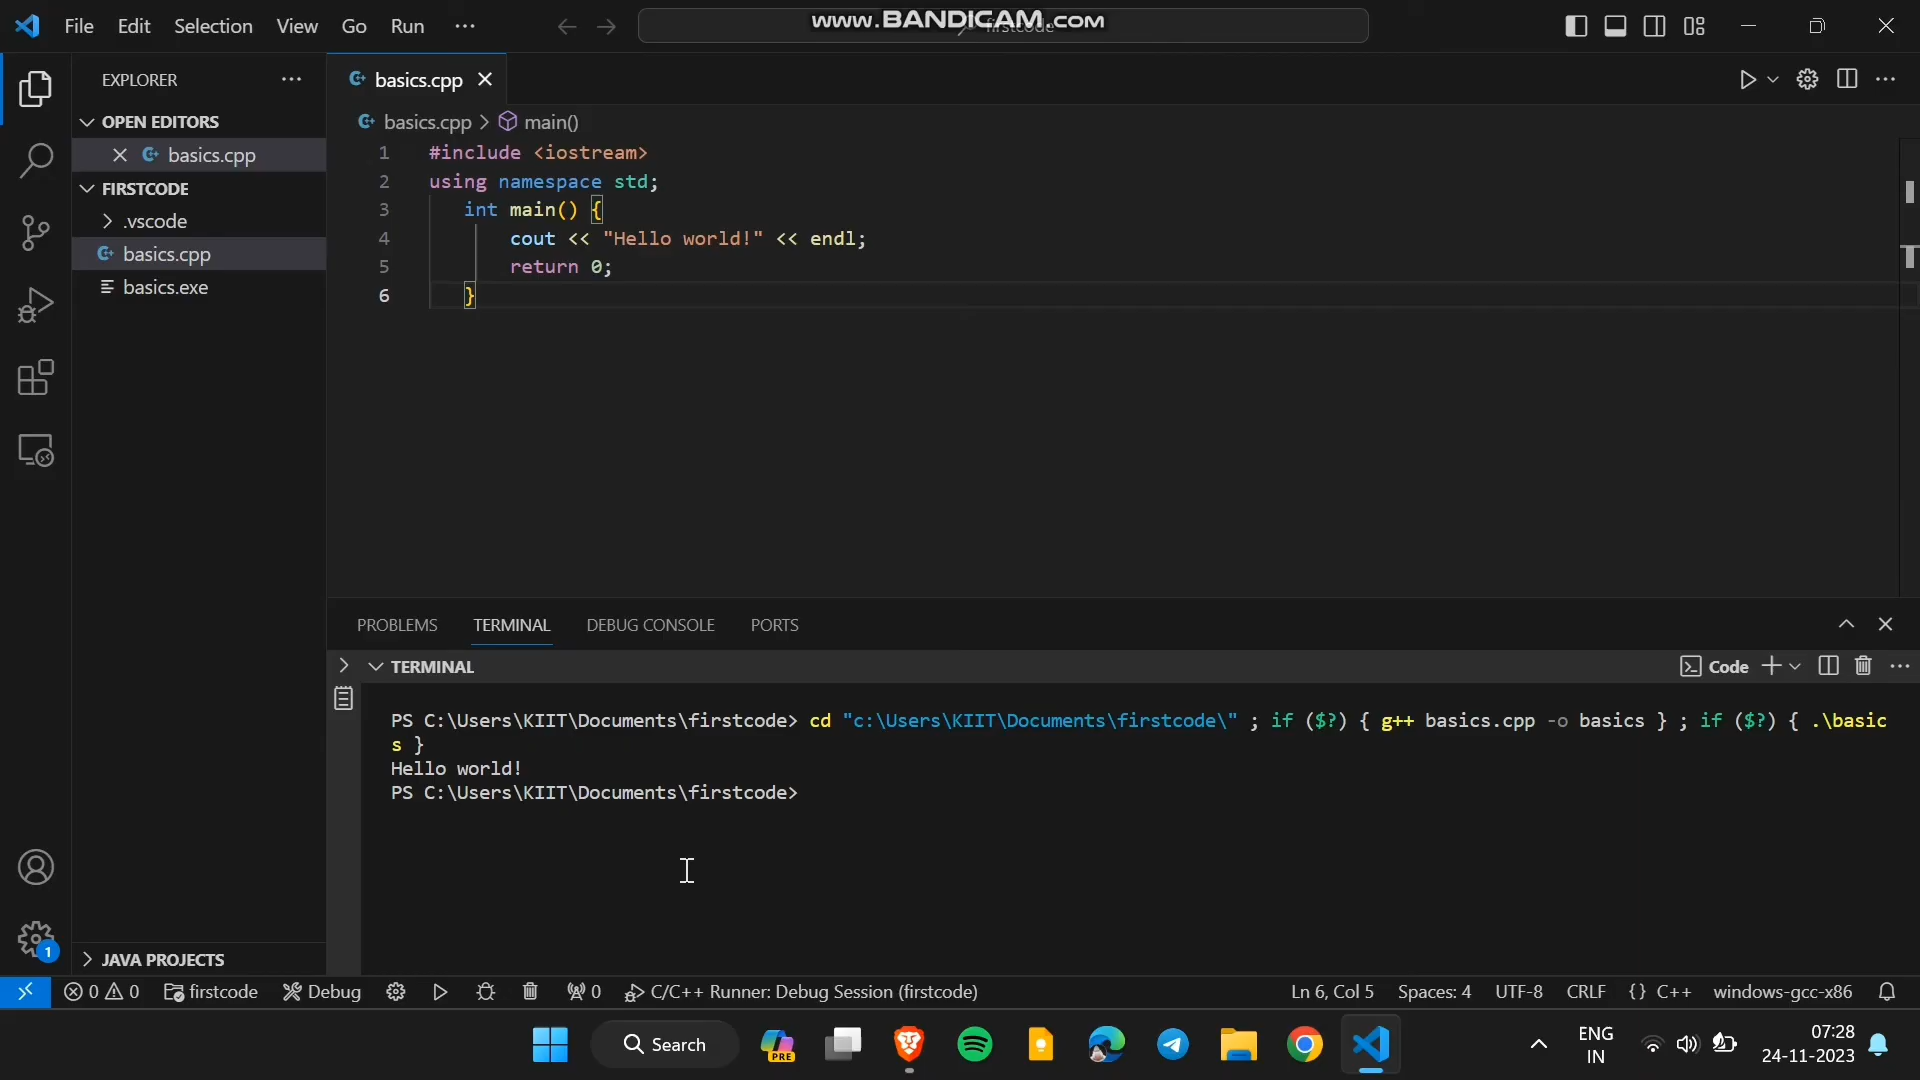 File Edit Selection View Go Run ···
www.BANDICAM.com
EXPLORER
OPEN EDITORS
basics.cpp
FIRSTCODE
.vscode
basics.cpp
basics.exe
JAVA PROJECTS
basics.cpp
basics.cpp > main()
1 #include <iostream>
2 using namespace std;
3 int main() {
4 cout << "Hello world!" << endl;
5 return 0;
6 }
PROBLEMS TERMINAL DEBUG CONSOLE PORTS
TERMINAL
Code
PS C:\Users\KIIT\Documents\firstcode> cd "c:\Users\KIIT\Documents\firstcode\" ; if ($?) { g++ basics.cpp -o basics } ; if ($?) { .\basic
s }
Hello world!
PS C:\Users\KIIT\Documents\firstcode>
1
0 0 firstcode Debug 0 C/C++ Runner: Debug Session (firstcode) Ln 6, Col 5 Spaces: 4 UTF-8 CRLF {} C++ windows-gcc-x86
Search
PRE
ENG
IN
07:28
24-11-2023